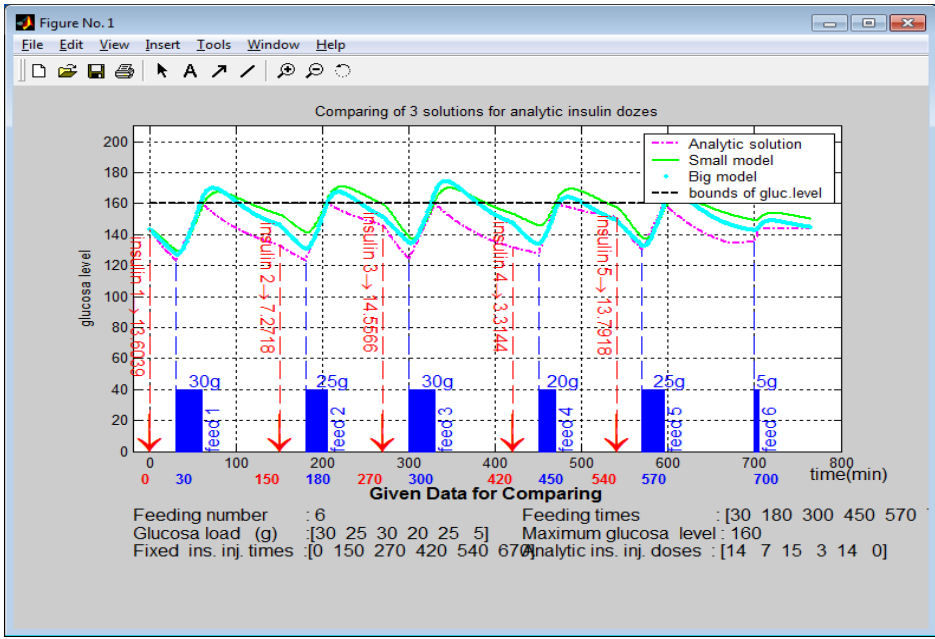 Figure No. 1
File Edit View Insert Tools Window Help
Comparing of 3 solutions for analytic insulin dozes
Analytic solution
Small model
Big model
bounds of gluc.level
glucosa level
200
180
160
140
120
100
80
60
40
20
0
insulin 1→ 13.6039
insulin 2→ 7.2718
insulin 3→ 14.5566
insulin 4→3.3144
insulin 5→ 13.7918
30g 25g 30g 20g 25g 5g
feed 1 feed 2 feed 3 feed 4 feed 5 feed 6
0 100 200 300 400 500 600 700 800
time(min)
0 30 150 180 270 300 420 450 540 570 700
Given Data for Comparing
Feeding number : 6 Feeding times : [30 180 300 450 570
Glucosa load (g) :[30 25 30 20 25 5] Maximum glucosa level : 160
Fixed ins. inj. times :[0 150 270 420 540 670] Analytic ins. inj. doses : [14 7 15 3 14 0]